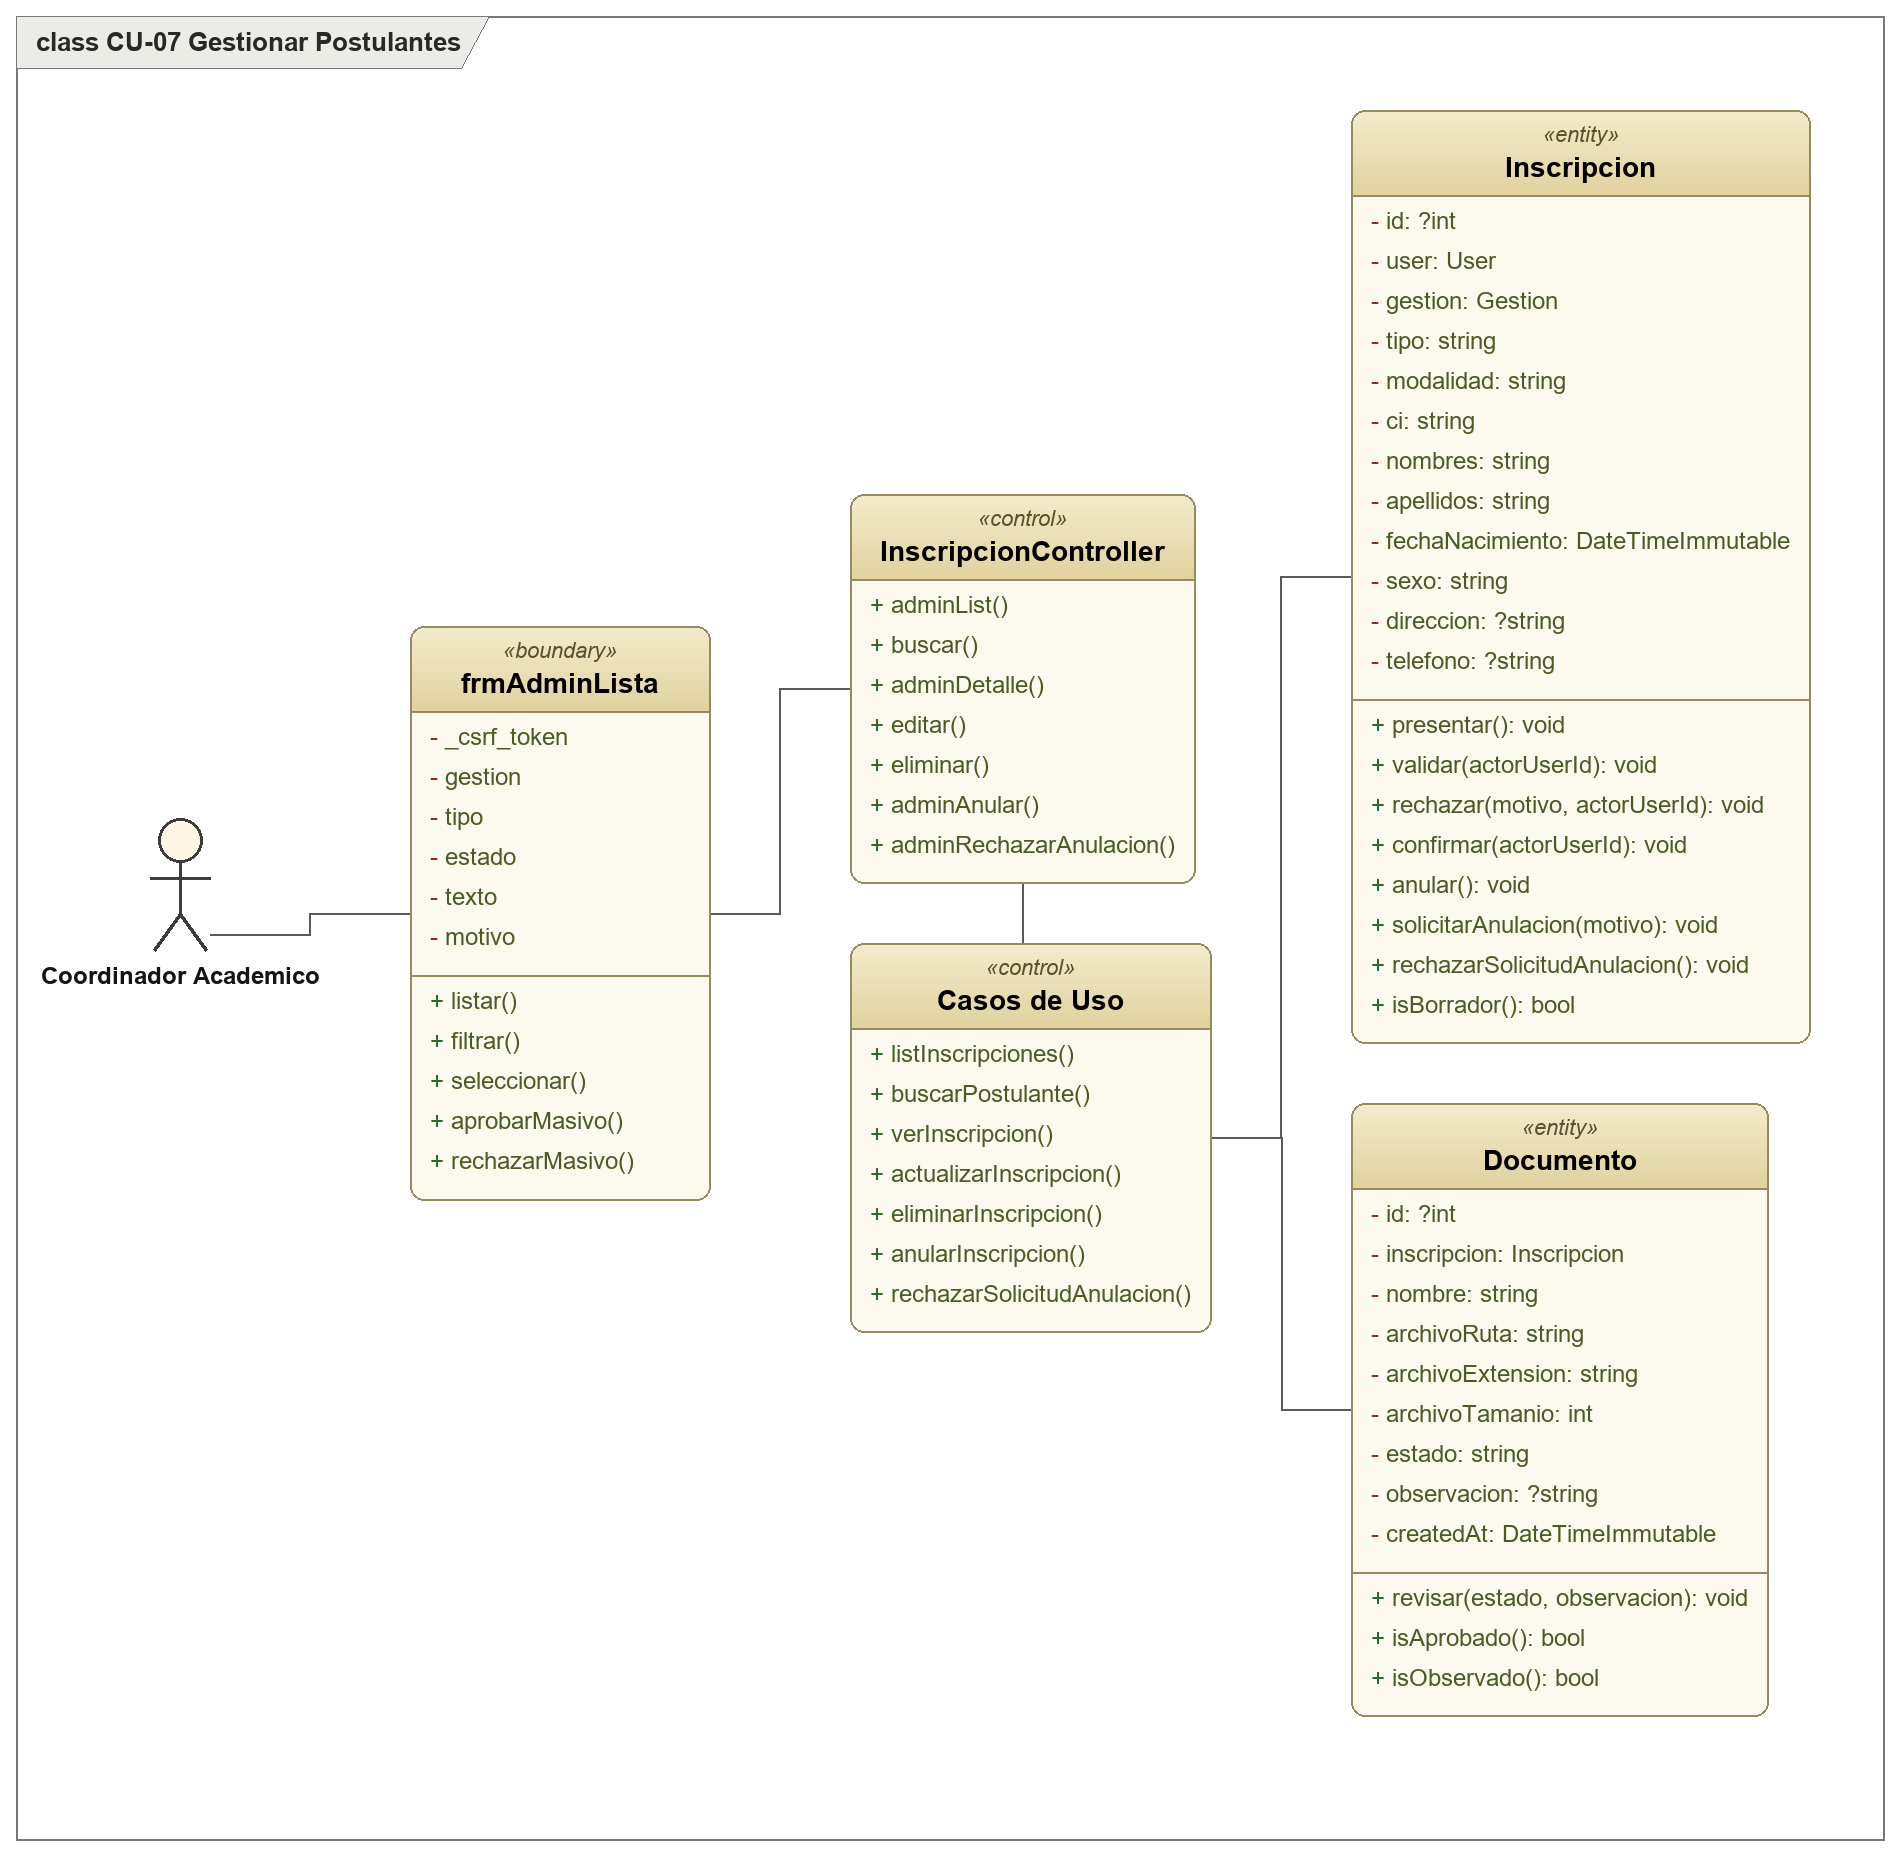 class CU-07 Gestionar Postulantes
Coordinador Academico
«boundary»
frmAdminLista
- _csrf_token
- gestion
- tipo
- estado
- texto
- motivo
+ listar()
+ filtrar()
+ seleccionar()
+ aprobarMasivo()
+ rechazarMasivo()
«control»
InscripcionController
+ adminList()
+ buscar()
+ adminDetalle()
+ editar()
+ eliminar()
+ adminAnular()
+ adminRechazarAnulacion()
«control»
Casos de Uso
+ listInscripciones()
+ buscarPostulante()
+ verInscripcion()
+ actualizarInscripcion()
+ eliminarInscripcion()
+ anularInscripcion()
+ rechazarSolicitudAnulacion()
«entity»
Inscripcion
- id: ?int
- user: User
- gestion: Gestion
- tipo: string
- modalidad: string
- ci: string
- nombres: string
- apellidos: string
- fechaNacimiento: DateTimeImmutable
- sexo: string
- direccion: ?string
- telefono: ?string
+ presentar(): void
+ validar(actorUserId): void
+ rechazar(motivo, actorUserId): void
+ confirmar(actorUserId): void
+ anular(): void
+ solicitarAnulacion(motivo): void
+ rechazarSolicitudAnulacion(): void
+ isBorrador(): bool
«entity»
Documento
- id: ?int
- inscripcion: Inscripcion
- nombre: string
- archivoRuta: string
- archivoExtension: string
- archivoTamanio: int
- estado: string
- observacion: ?string
- createdAt: DateTimeImmutable
+ revisar(estado, observacion): void
+ isAprobado(): bool
+ isObservado(): bool